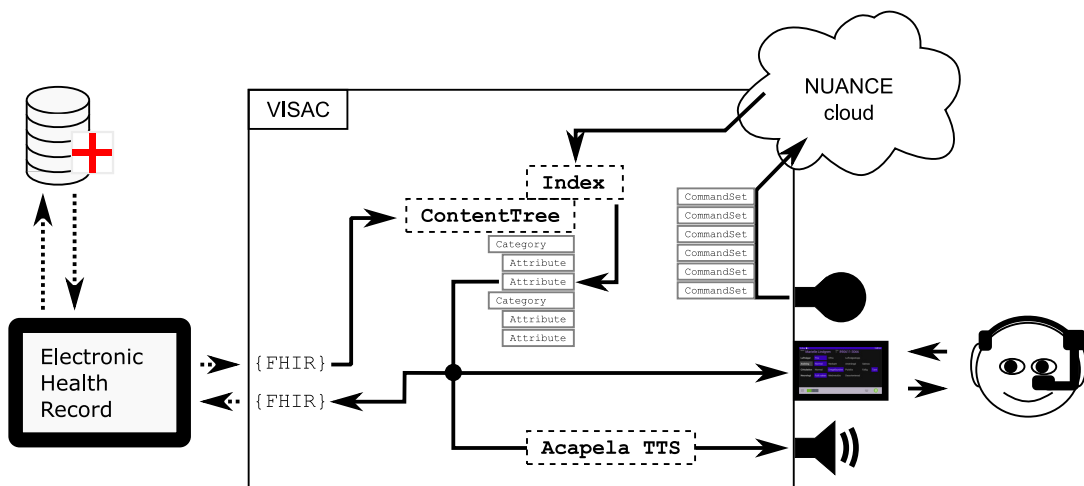 VISAC
NUANCE
cloud
Index
ContentTree
Category
Attribute
Attribute
Category
Attribute
Attribute
CommandSet
CommandSet
CommandSet
CommandSet
CommandSet
CommandSet
Electronic
Health
Record
{FHIR}
{FHIR}
Acapela TTS